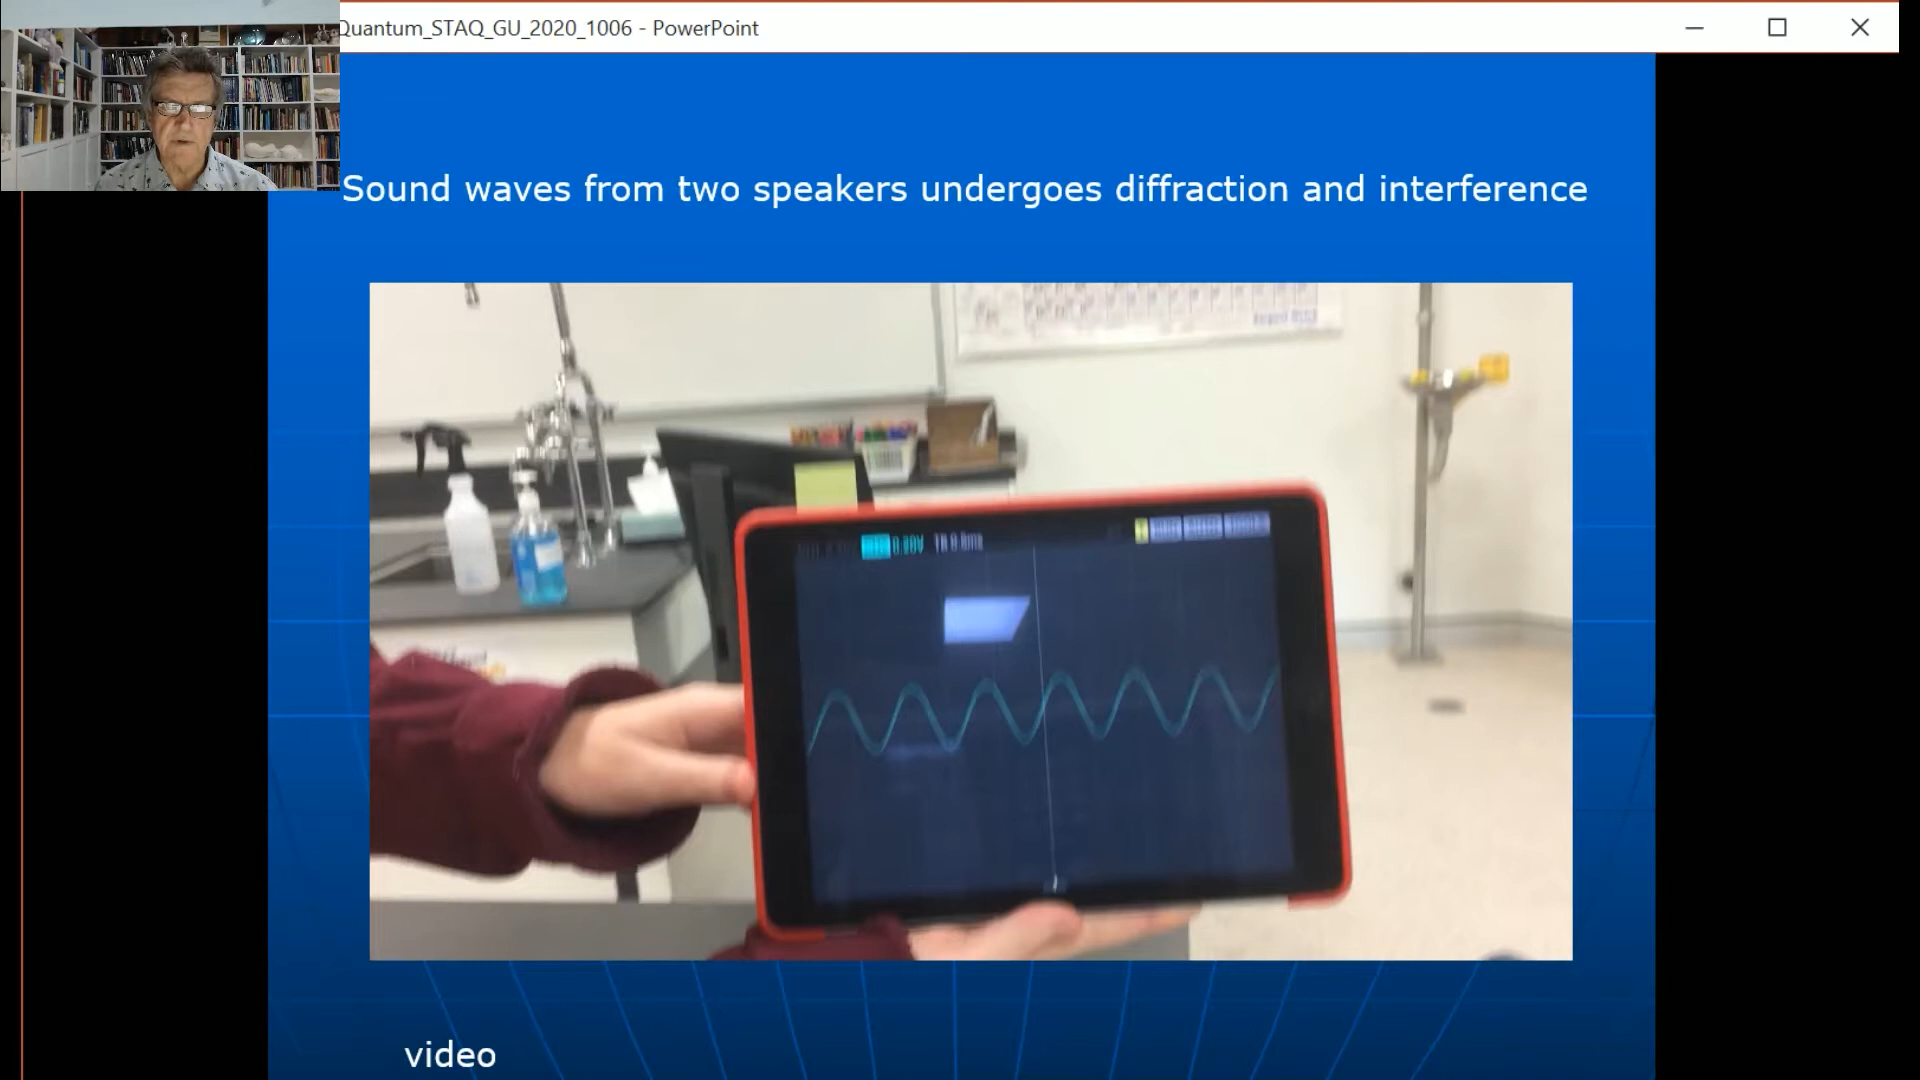 Quantum_STAQ_GU_2020_1006 - PowerPoint
Sound waves from two speakers undergoes diffraction and interference
video